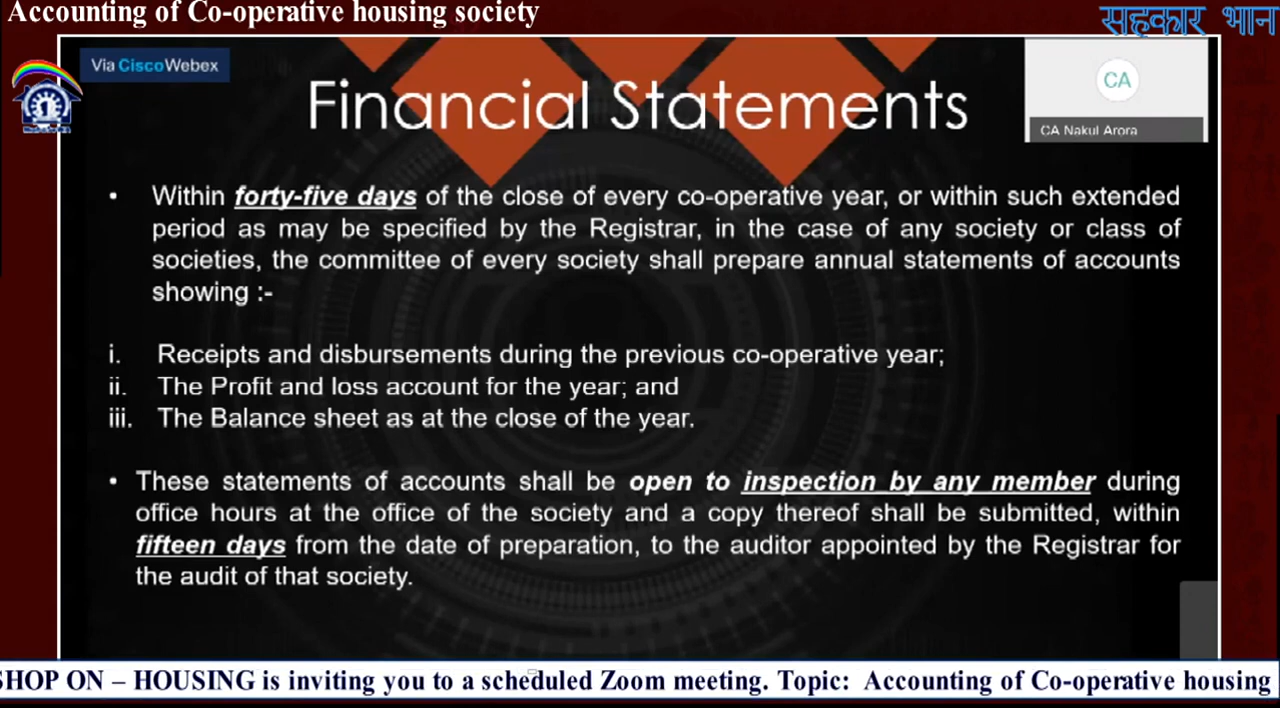 Accounting of Co-operative housing society
सहकार भान
Via Cisco Webex
Financial Statements
CA
CA Nakul Arora
• Within forty-five days of the close of every co-operative year, or within such extended
period as may be specified by the Registrar, in the case of any society or class of
societies, the committee of every society shall prepare annual statements of accounts
showing :-
i. Receipts and disbursements during the previous co-operative year;
ii. The Profit and loss account for the year; and
iii. The Balance sheet as at the close of the year.
• These statements of accounts shall be open to inspection by any member during
office hours at the office of the society and a copy thereof shall be submitted, within
fifteen days from the date of preparation, to the auditor appointed by the Registrar for
the audit of that society.
SHOP ON – HOUSING is inviting you to a scheduled Zoom meeting. Topic: Accounting of Co-operative housing